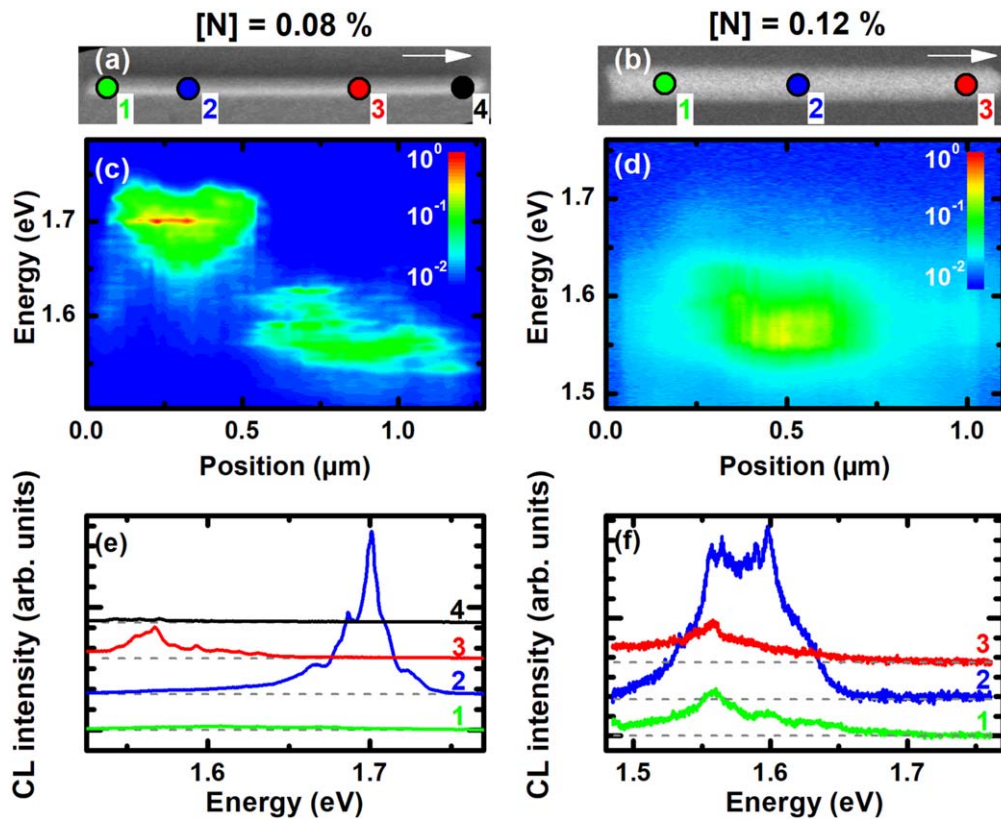 [N] = 0.08 %
[N] = 0.12 %
(a)
1
2
3
4
(b)
1
2
3
(c)
10^0
10^-1
10^-2
1.7
1.6
Energy (eV)
0.0
0.5
1.0
Position (µm)
(d)
10^0
10^-1
10^-2
1.7
1.6
1.5
Energy (eV)
0.0
0.5
1.0
Position (µm)
(e)
4
3
2
1
CL intensity (arb. units)
1.6
1.7
Energy (eV)
(f)
3
2
1
CL intensity (arb. units)
1.5
1.6
1.7
Energy (eV)